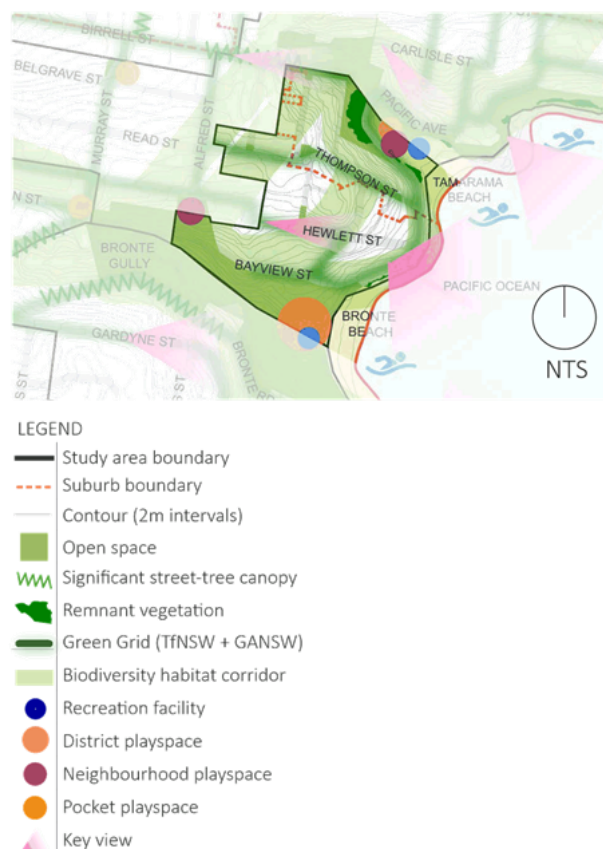 BIRRELL ST
CARLISLE ST
BELGRAVE ST
PACIFIC AVE
MURRAY ST
ALFRED ST
READ ST
THOMPSON ST
TAMARAMA
BEACH
N ST
HEWLETT ST
BRONTE
GULLY
BAYVIEW ST
PACIFIC OCEAN
BRONTE
BEACH
GARDYNE ST
BRONTE RD
NTS
LEGEND
Study area boundary
Suburb boundary
Contour (2m intervals)
Open space
Significant street-tree canopy
Remnant vegetation
Green Grid (TfNSW + GANSW)
Biodiversity habitat corridor
Recreation facility
District playspace
Neighbourhood playspace
Pocket playspace
Key view